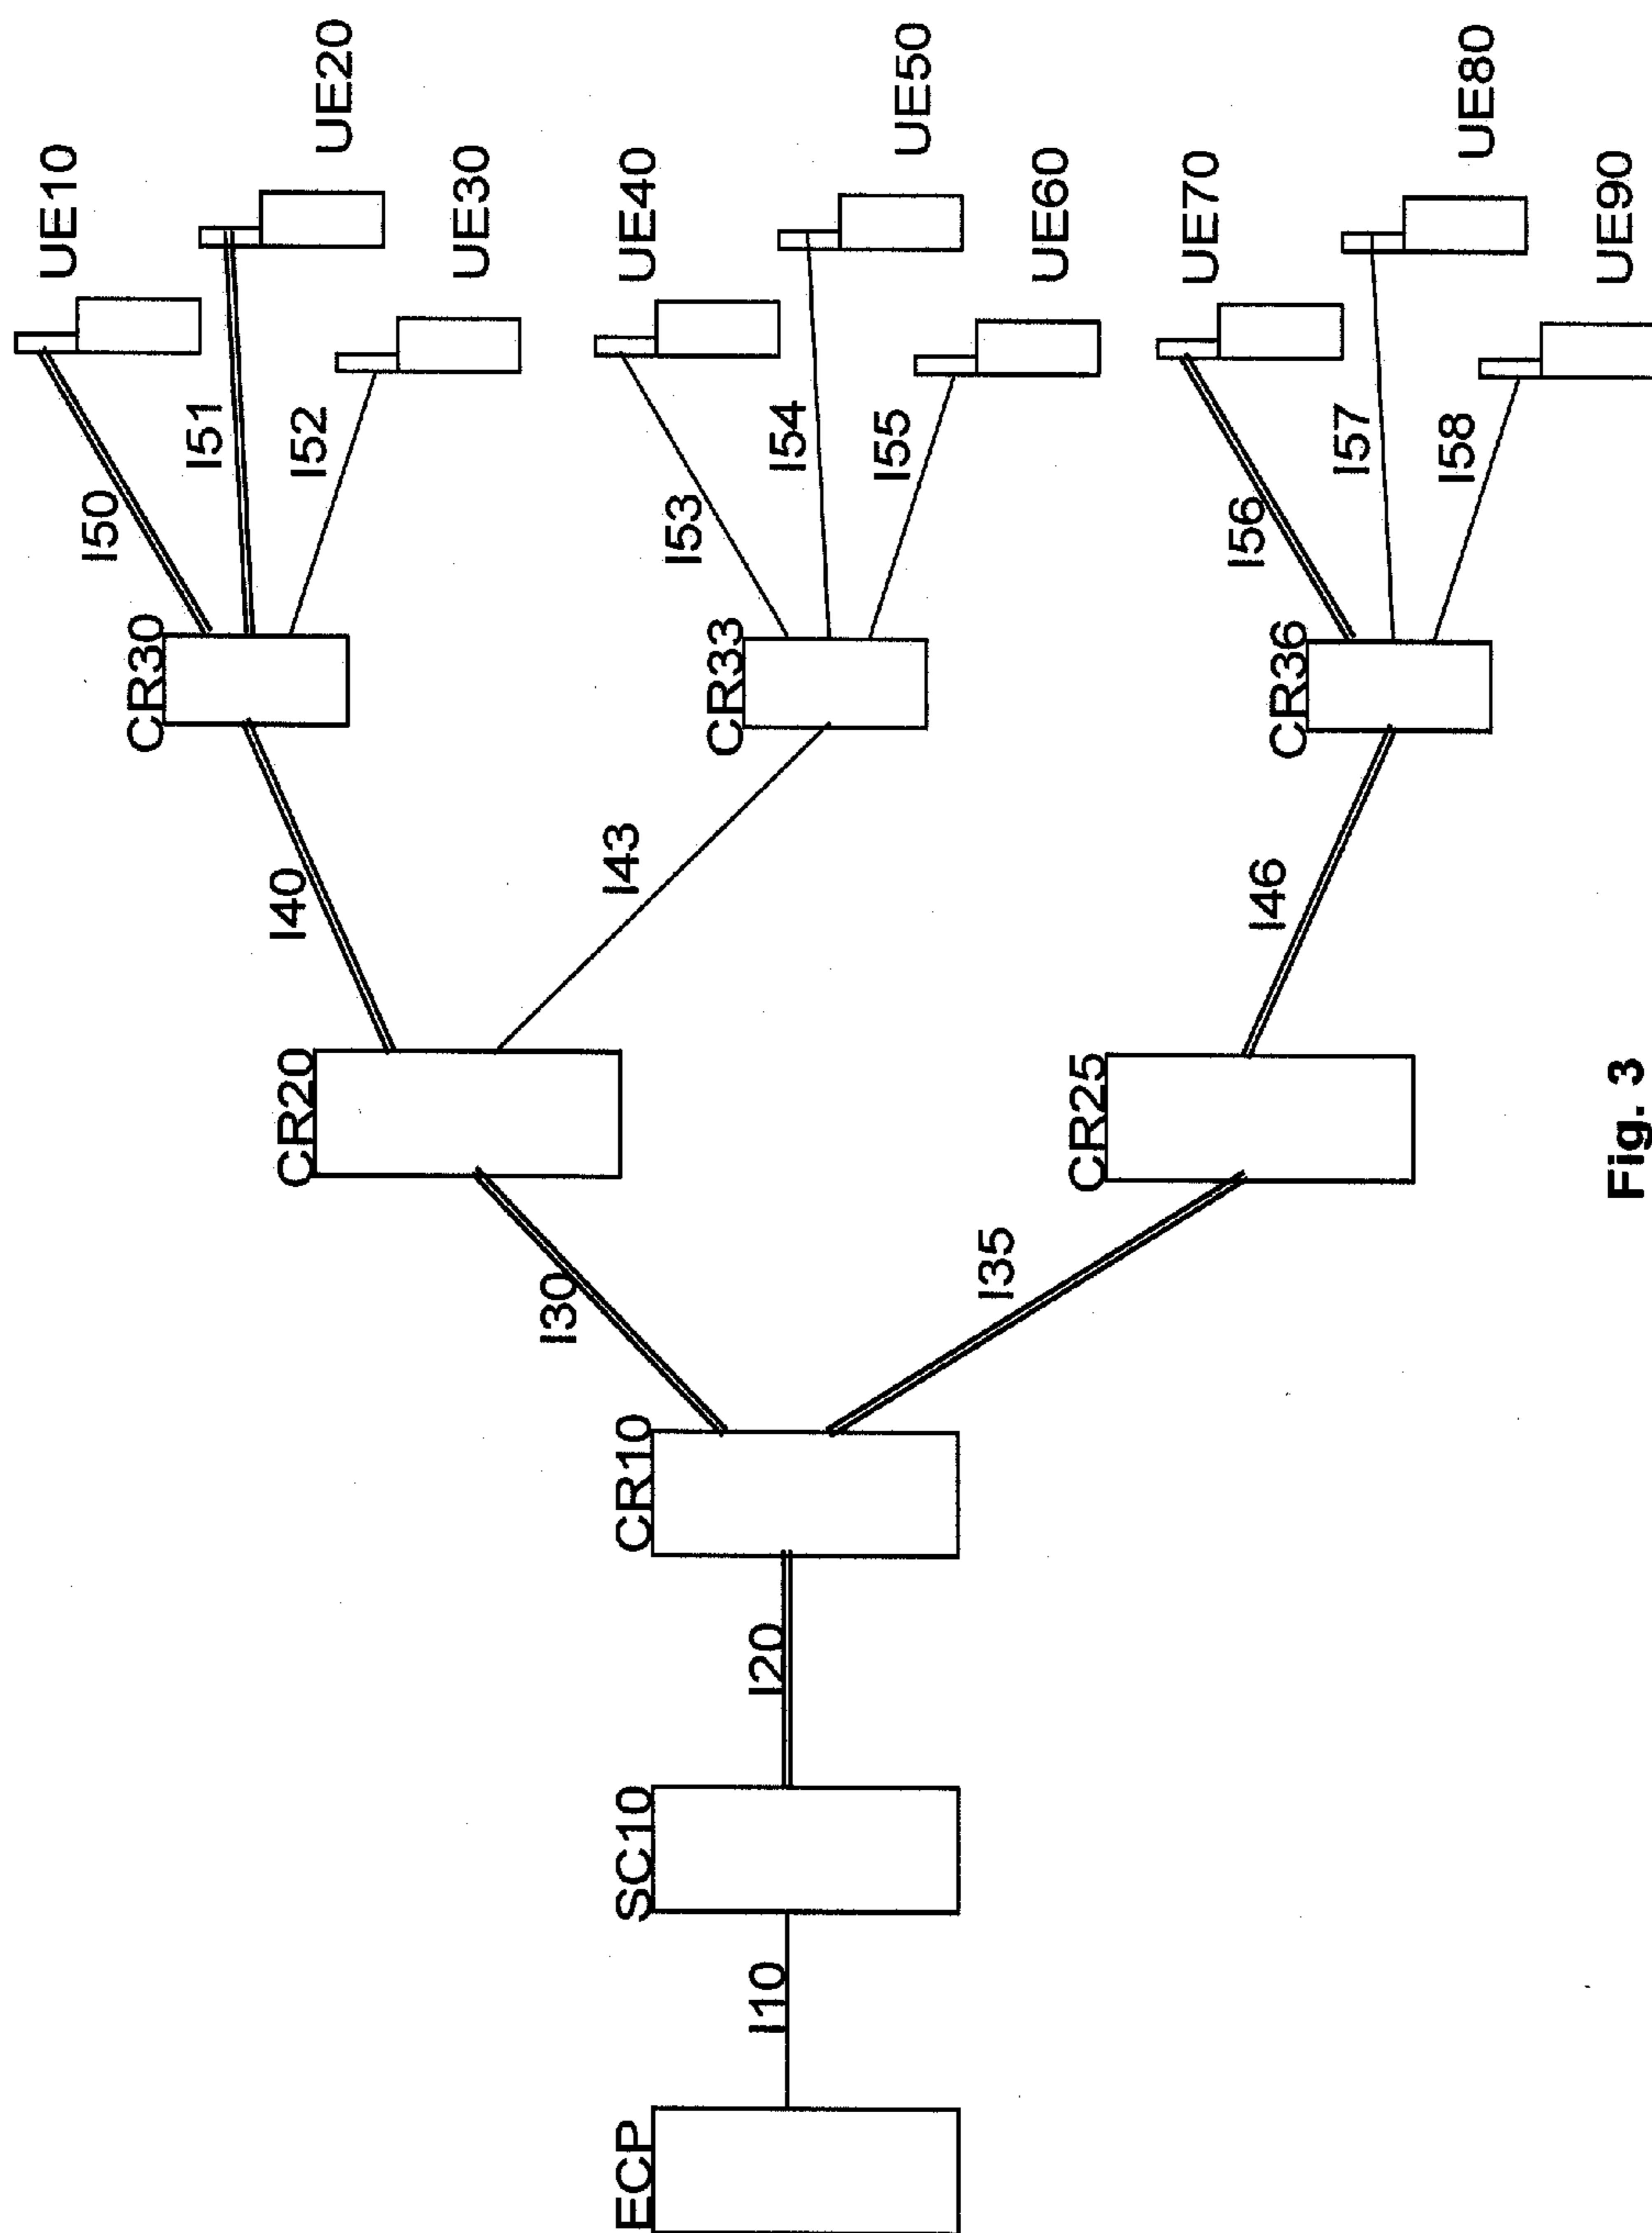 ECP
I10
SC10
I20
CR10
I30
I35
CR20
CR25
I40
I43
I46
CR30
CR33
CR36
I50
I51
I52
I53
I54
I55
I56
I57
I58
UE10
UE20
UE30
UE40
UE50
UE60
UE70
UE80
UE90
Fig. 3